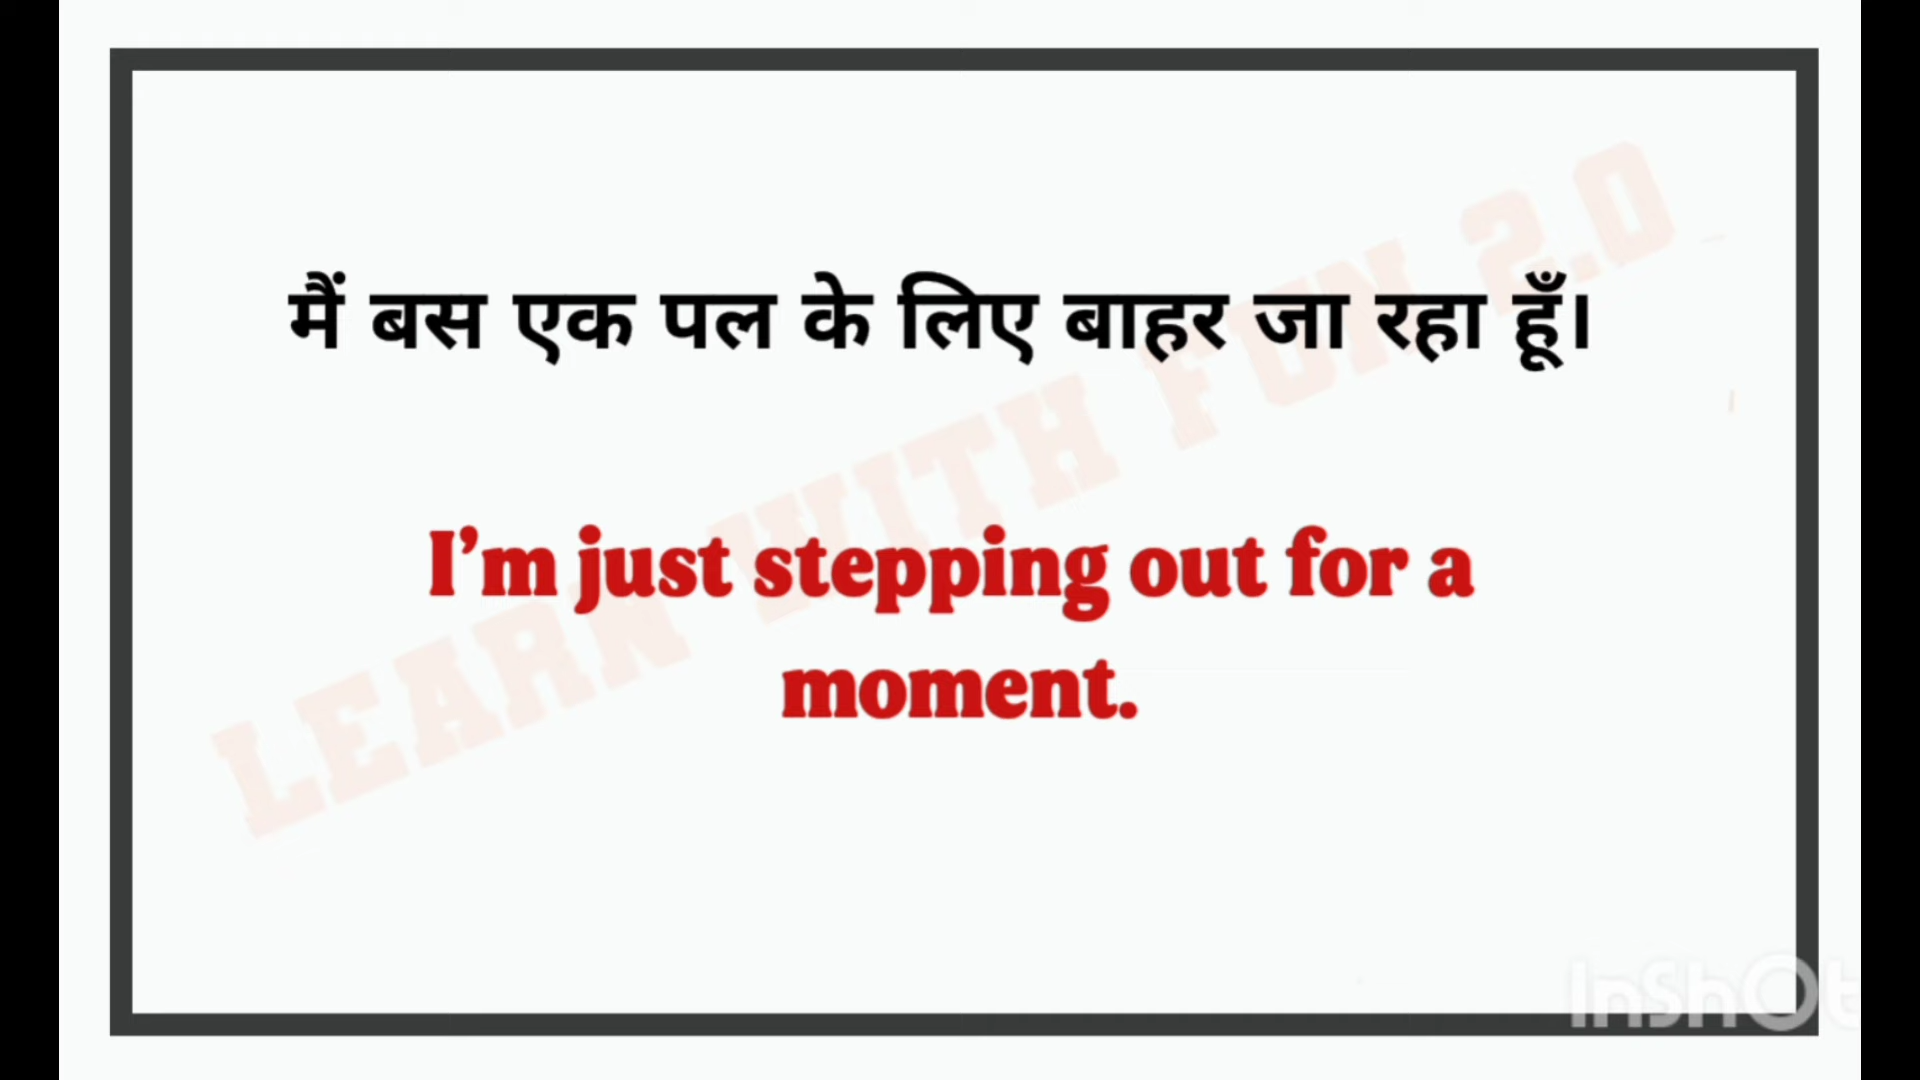 मैं बस एक पल के लिए बाहर जा रहा हूँ।
I’m just stepping out for a
moment.
LEARN WITH FUN 2.0
InShOt